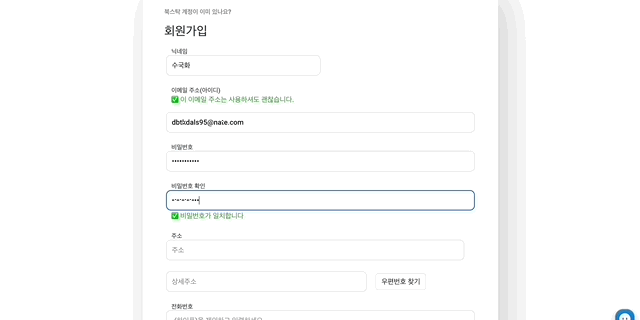 북스탁 계정이 이미 있나요?
회원가입
닉네임
수국화
이메일 주소(아이디)
✅ 이 이메일 주소는 사용하셔도 괜찮습니다.
비밀번호
•••••••••••
비밀번호 확인
✅ 비밀번호가 일치합니다
주소
주소
상세주소
우편번호 찾기
전화번호